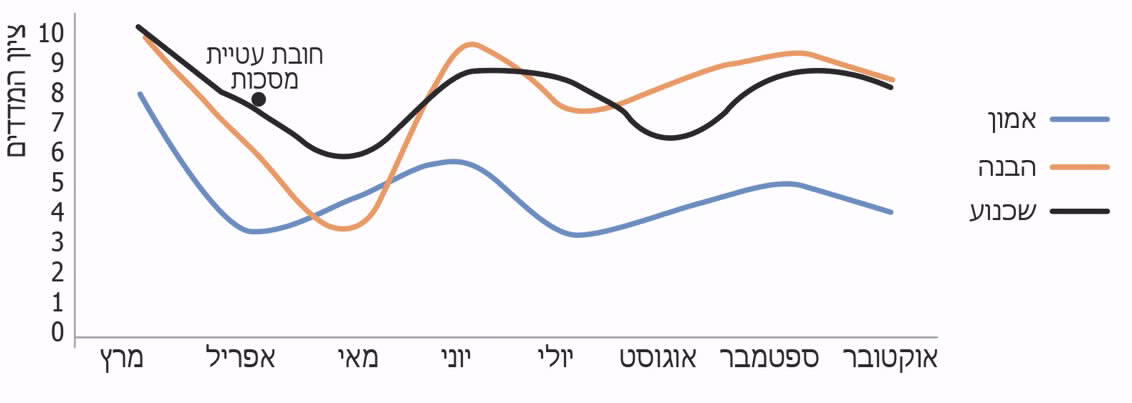 ציון המדדים
10
9
8
7
6
5
4
3
2
1
0
חובת עטיית
מסכות
מרץ
אפריל
מאי
יוני
יולי
אוגוסט
ספטמבר
אוקטובר
אמון
הבנה
שכנוע